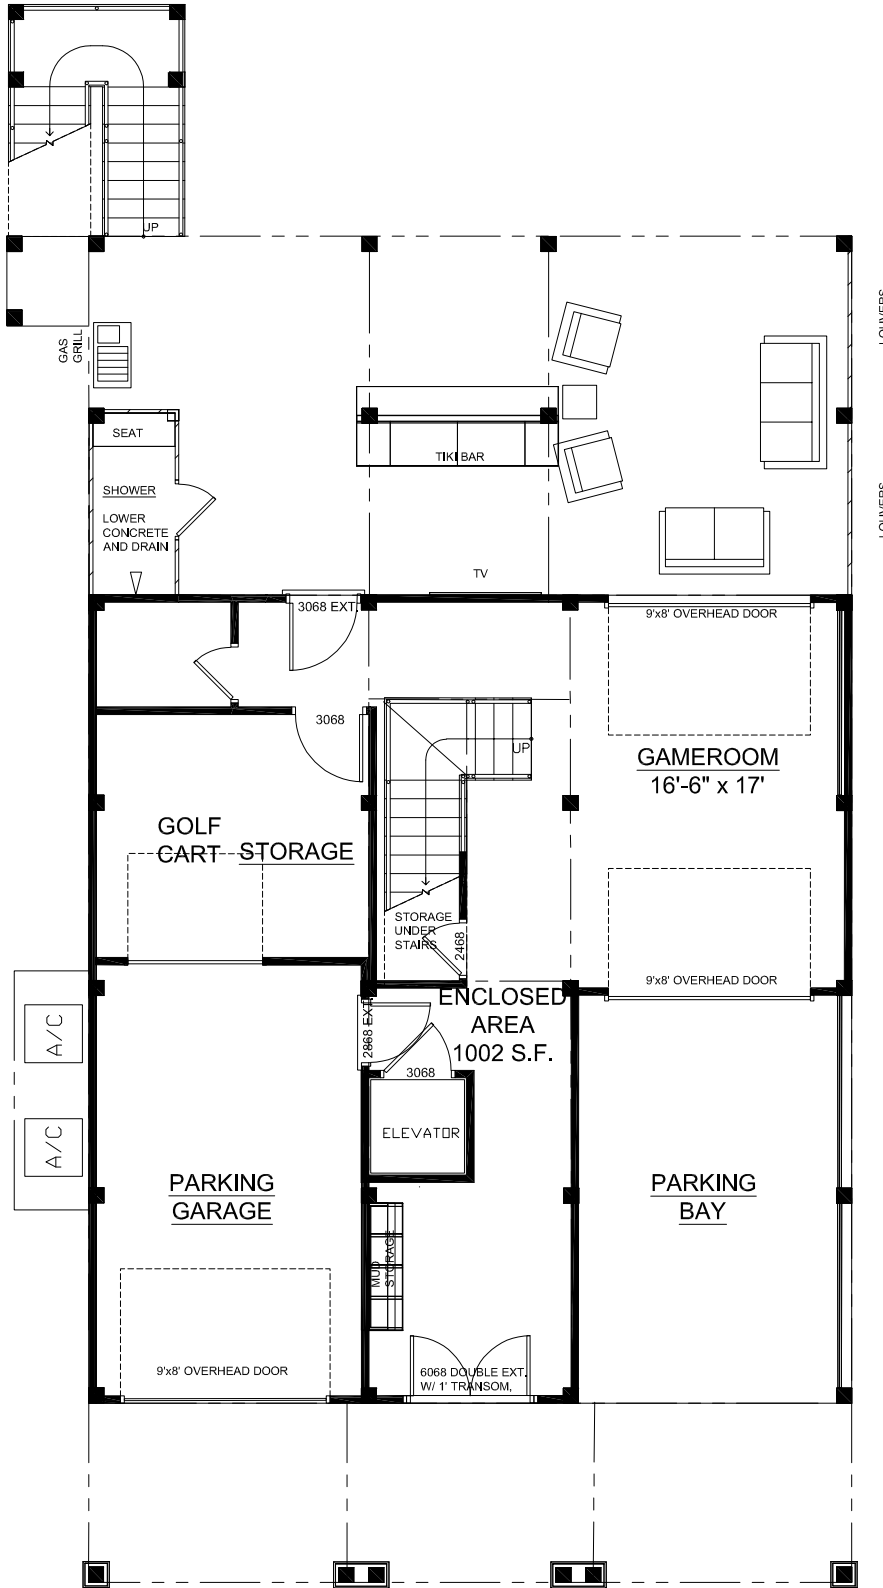 UP
LOUVERS
GAS
GRILL
SEAT
TIKI BAR
SHOWER
LOWER
CONCRETE
AND DRAIN
LOUVERS
TV
3068 EXT.
9'x8' OVERHEAD DOOR
3068
UP
GAMEROOM
16'-6" x 17'
GOLF
CART
STORAGE
STORAGE
UNDER
STAIRS
2468
9'x8' OVERHEAD DOOR
ENCLOSED
AREA
1002 S.F.
A/C
2868 EXT.
3068
A/C
ELEVATOR
PARKING
GARAGE
PARKING
BAY
MUD
STORAGE
9'x8' OVERHEAD DOOR
6068 DOUBLE EXT.
W/ 1' TRANSOM,